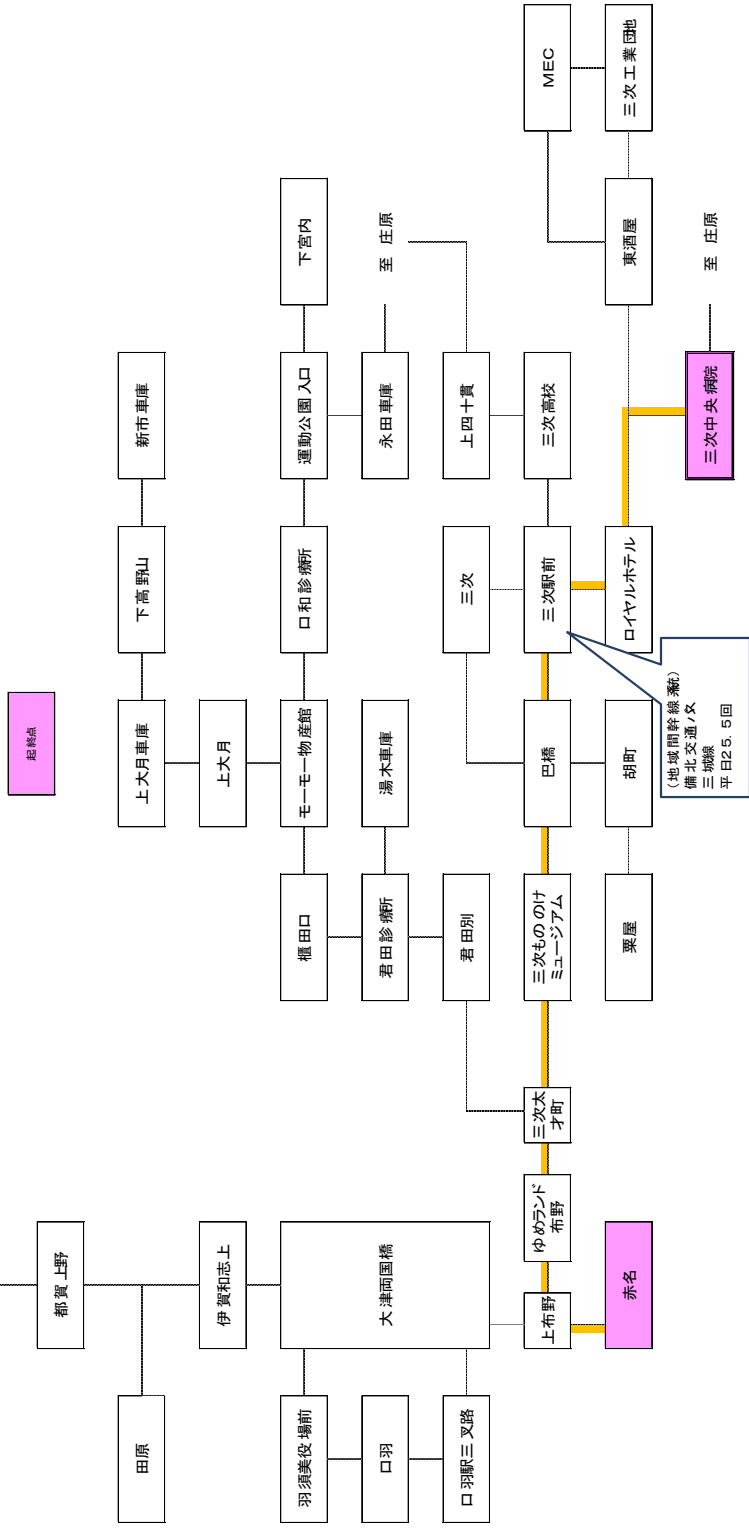 起終点
都賀上野
田原
上大月車庫
下高野山
新市車庫
伊賀和志上
上大月
羽須美役場前
櫃田口
モーモー物産館
口和診療所
運動公園入口
下宮内
口羽
大津両国橋
君田診療所
湯木車庫
永田車庫
至 庄原
口羽駅三叉路
君田別
三次
上四十貫
上布野
ゆめランド
布野
三次太
才町
三次もののけ
ミュージアム
巴橋
三次駅前
三次高校
MEC
赤名
粟屋
胡町
ロイヤルホテル
東酒屋
三次工業団地
(地域間幹線系統)
備北交通バス
三城線
平日25.5回
三次中央病院
至 庄原